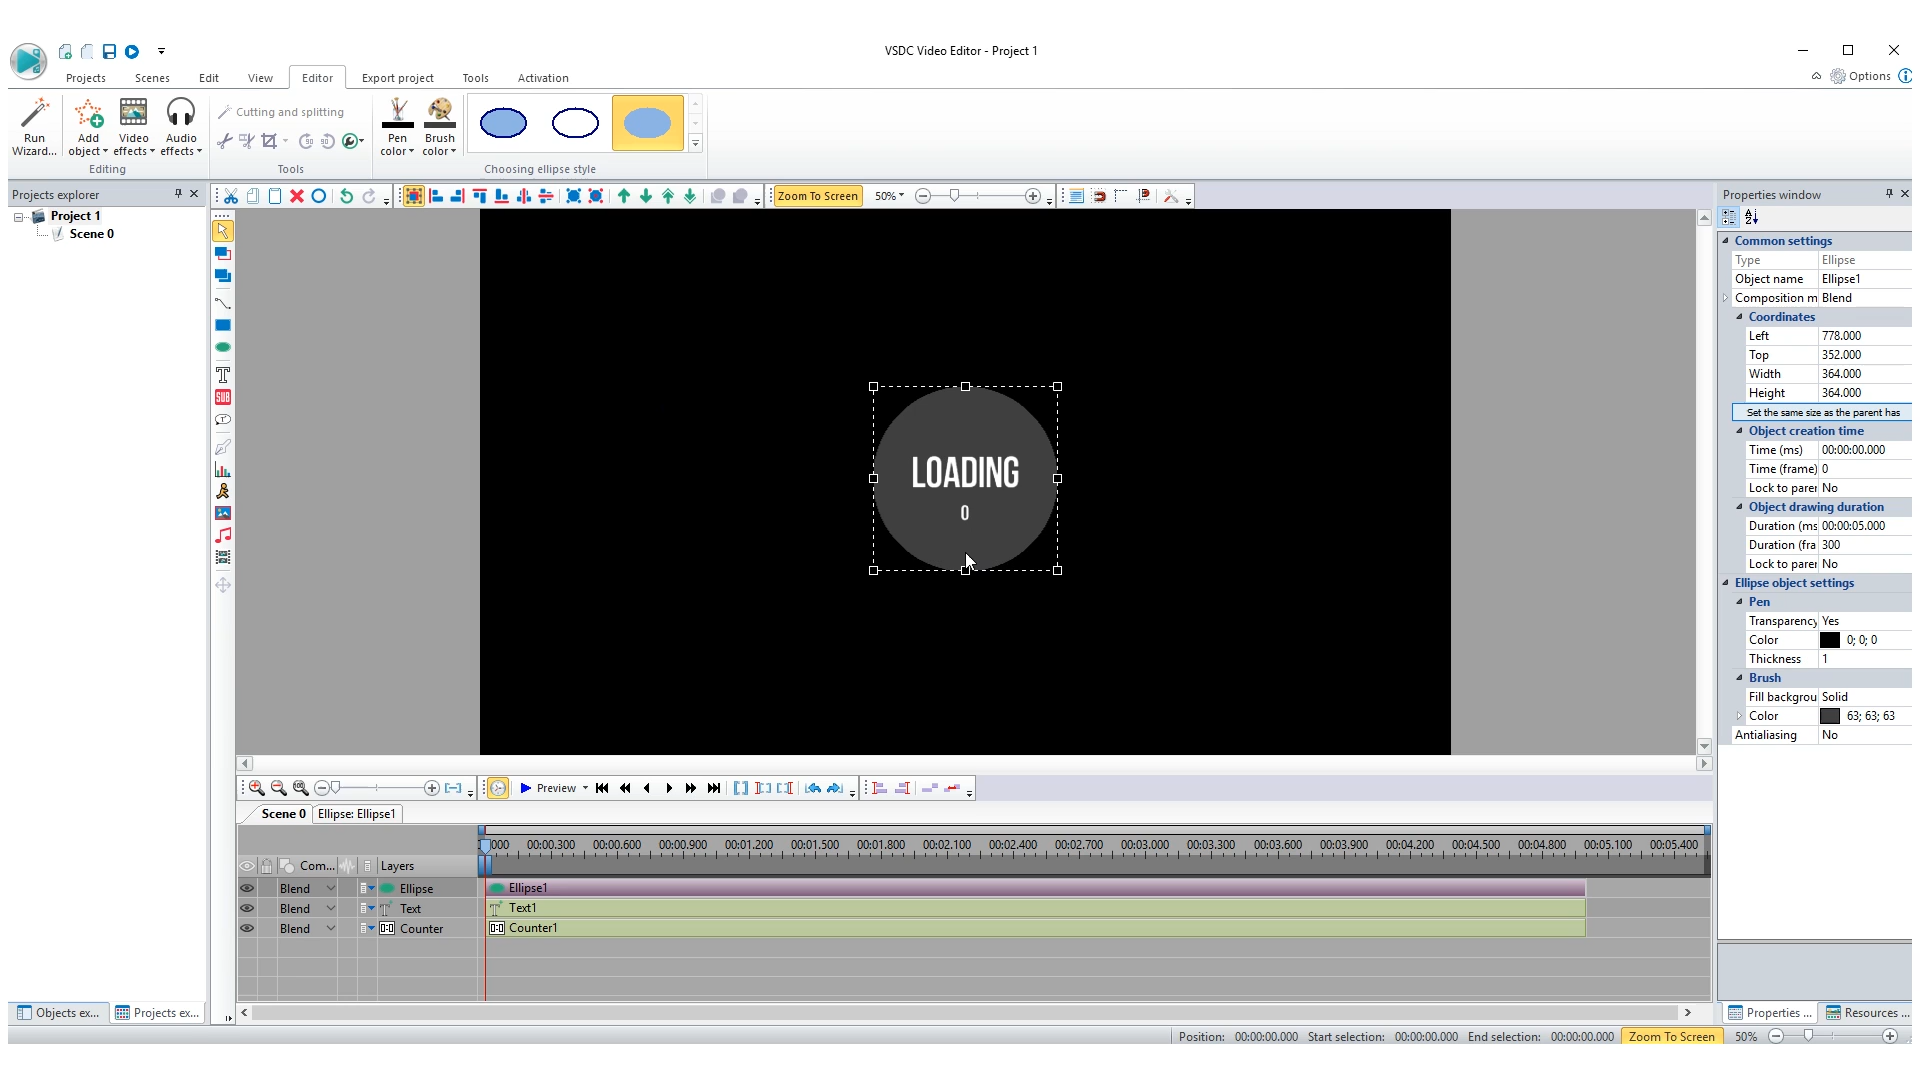 VSDC Video Editor - Project 1
Projects Scenes Edit View Editor Export project Tools Activation
Options
Run Wizard...
Add object
Video effects
Audio effects
Editing
Cutting and splitting
Tools
Pen color
Brush color
Choosing ellipse style
Projects explorer
Project 1
Scene 0
Zoom To Screen 50%
SUB
LOADING
0
Properties window
Common settings
Type Ellipse
Object name Ellipse1
Composition m Blend
Coordinates
Left 778.000
Top 352.000
Width 364.000
Height 364.000
Set the same size as the parent has
Object creation time
Time (ms) 00:00:00.000
Time (frame) 0
Lock to parer No
Object drawing duration
Duration (ms 00:00:05.000
Duration (fra 300
Lock to parer No
Ellipse object settings
Pen
Transparency Yes
Color 0; 0; 0
Thickness 1
Brush
Fill backgrou Solid
Color 63; 63; 63
Antialiasing No
Preview
Scene 0 Ellipse: Ellipse1
000 00:00.300 00:00.600 00:00.900 00:01.200 00:01.500 00:01.800 00:02.100 00:02.400 00:02.700 00:03.000 00:03.300 00:03.600 00:03.900 00:04.200 00:04.500 00:04.800 00:05.100 00:05.400
Com... Layers
Blend Ellipse Ellipse1
Blend Text Text1
Blend Counter Counter1
Objects ex... Projects ex...
Properties ... Resources ...
Position: 00:00:00.000 Start selection: 00:00:00.000 End selection: 00:00:00.000 Zoom To Screen 50%